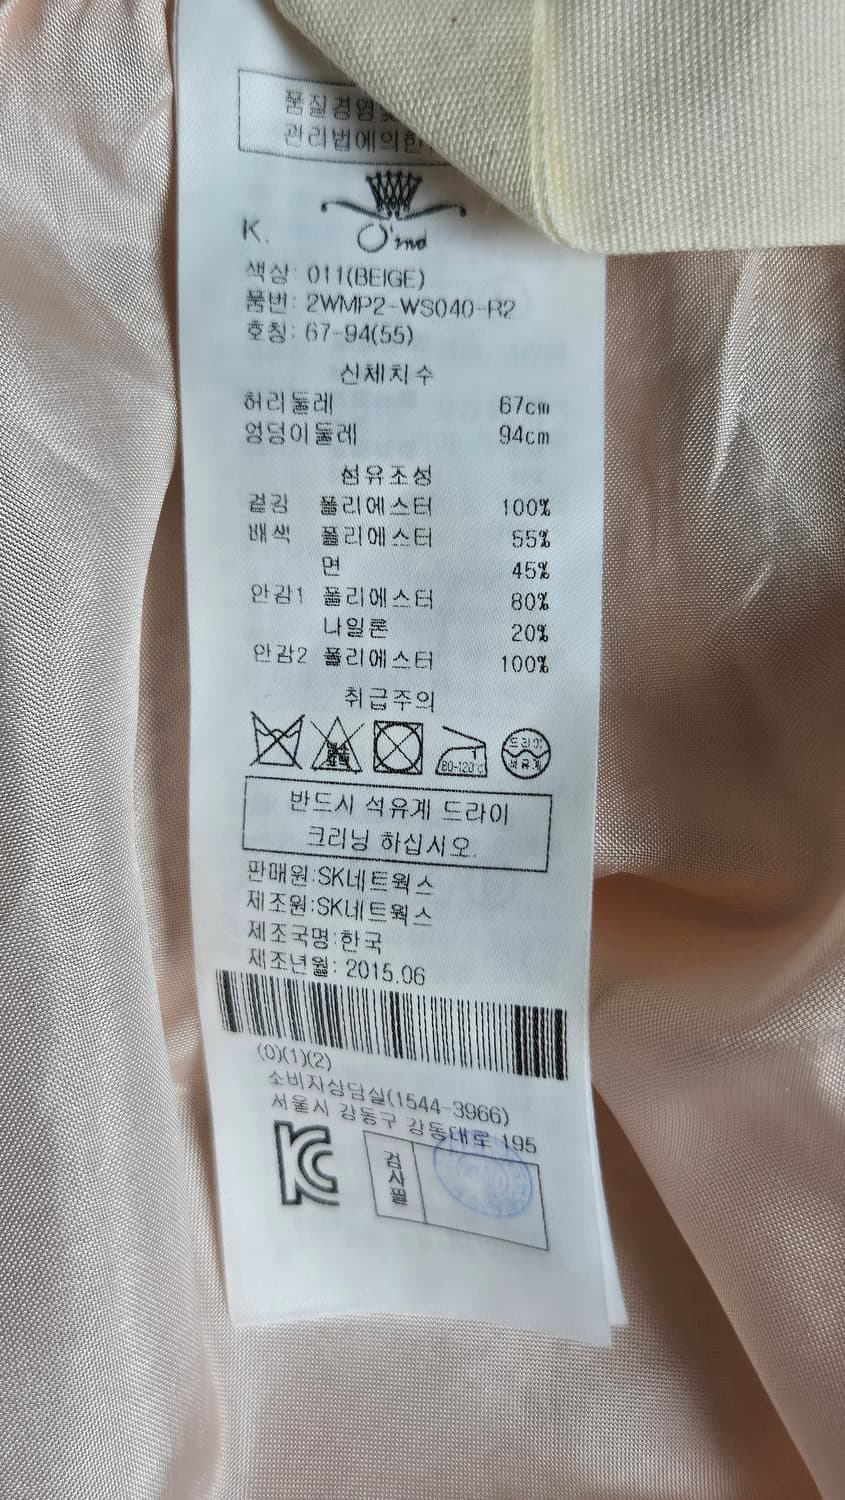 품질경영및
관리법에의한
K.
O'2nd
색상: 011(BEIGE)
품번: 2WMP2-WS040-R2
호칭: 67-94(55)
신체치수
허리둘레 67cm
엉덩이둘레 94cm
섬유조성
겉감 폴리에스터 100%
배색 폴리에스터 55%
면 45%
안감1 폴리에스터 80%
나일론 20%
안감2 폴리에스터 100%
취급주의
80-120℃
드라이
석유계
반드시 석유계 드라이
크리닝 하십시오.
판매원:SK네트웍스
제조원:SK네트웍스
제조국명:한국
제조년월: 2015.06
(0)(1)(2)
소비자상담실(1544-3966)
서울시 강동구 강동대로 195
검사필